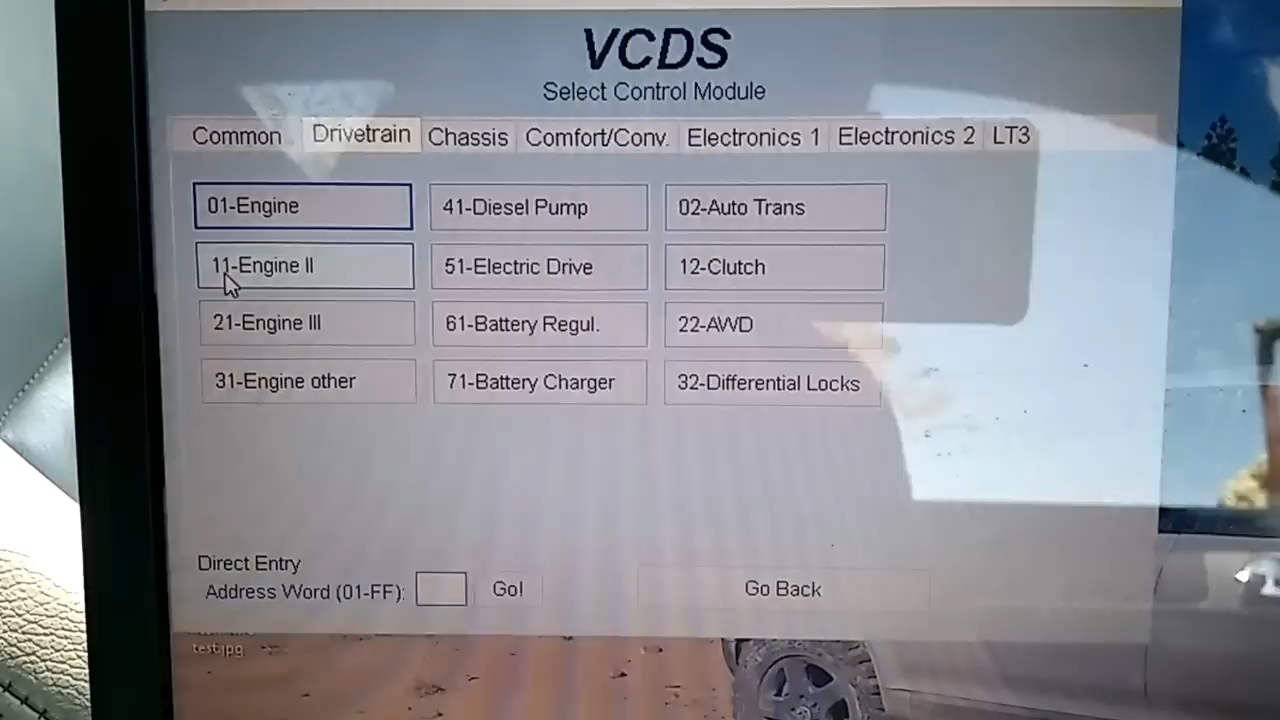 VCDS
Select Control Module
Common Drivetrain Chassis Comfort/Conv. Electronics 1 Electronics 2 LT3
01-Engine 41-Diesel Pump 02-Auto Trans
11-Engine II 51-Electric Drive 12-Clutch
21-Engine III 61-Battery Regul. 22-AWD
31-Engine other 71-Battery Charger 32-Differential Locks
Direct Entry
Address Word (01-FF): Go! Go Back
test.jpg